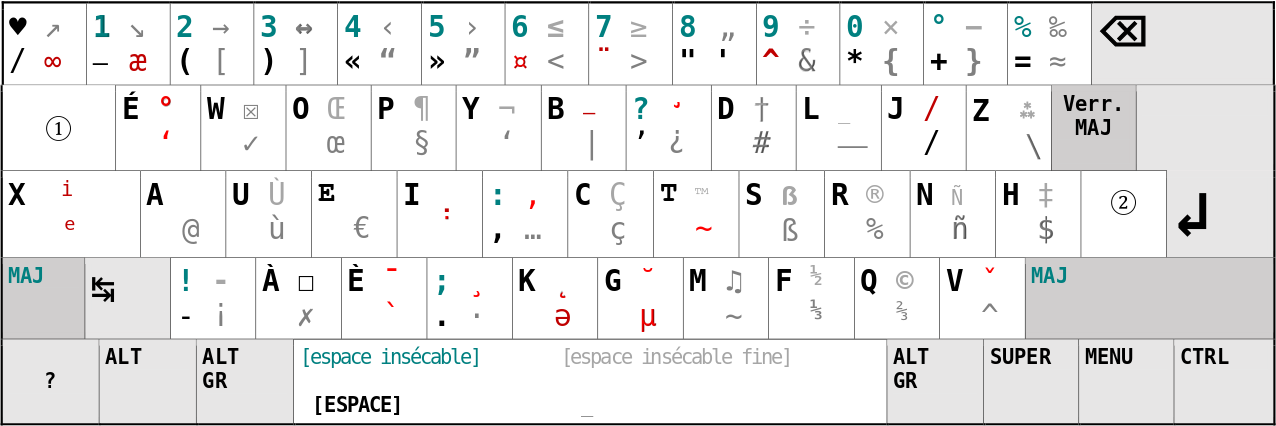 ♥ ↗ 1 ↘ 2 → 3 ↔ 4 ‹ 5 › 6 ≤ 7 ≥ 8 „ 9 ÷ 0 × ° − % ‰ ⌫
/ ∞ — æ ( [ ) ] « “ » ” ¤ < ¨ > " ' ^ & * { + } = ≈
É ° W ☒ O Œ P ¶ Y ¬ B − ? D † L _ J / Z ⁂ Verr.
① ‘ ✓ œ § ‘ | ’ ¿ # — / \ MAJ
X i A U Ù E I : , C Ç T ™ S ẞ R ® N Ñ H ‡ ② ↲
e @ ù € : , … ç ~ ß % ñ $
MAJ ↹ ! - À □ È ¯ ; ¸ K ˛ G ˘ M ♫ F ½ Q © V ˇ MAJ
- ¡ ✗ ` . · ə µ ~ ⅓ ⅔ ^
ALT ALT [espace insécable] [espace insécable fine] ALT SUPER MENU CTRL
? GR GR
[ESPACE] _